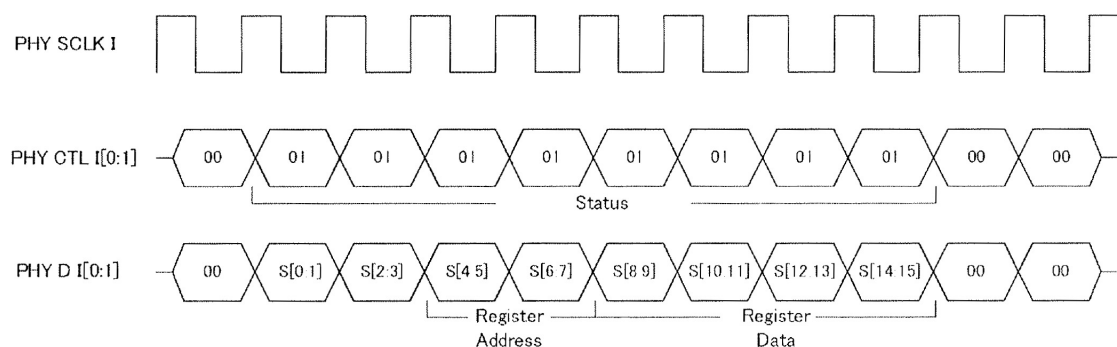 PHY SCLK I
PHY CTL I[0:1] 00 01 01 01 01 01 01 01 01 00 00
Status
PHY D I[0:1] 00 S[0:1] S[2:3] S[4:5] S[6:7] S[8:9] S[10:11] S[12:13] S[14:15] 00 00
Register Register
Address Data